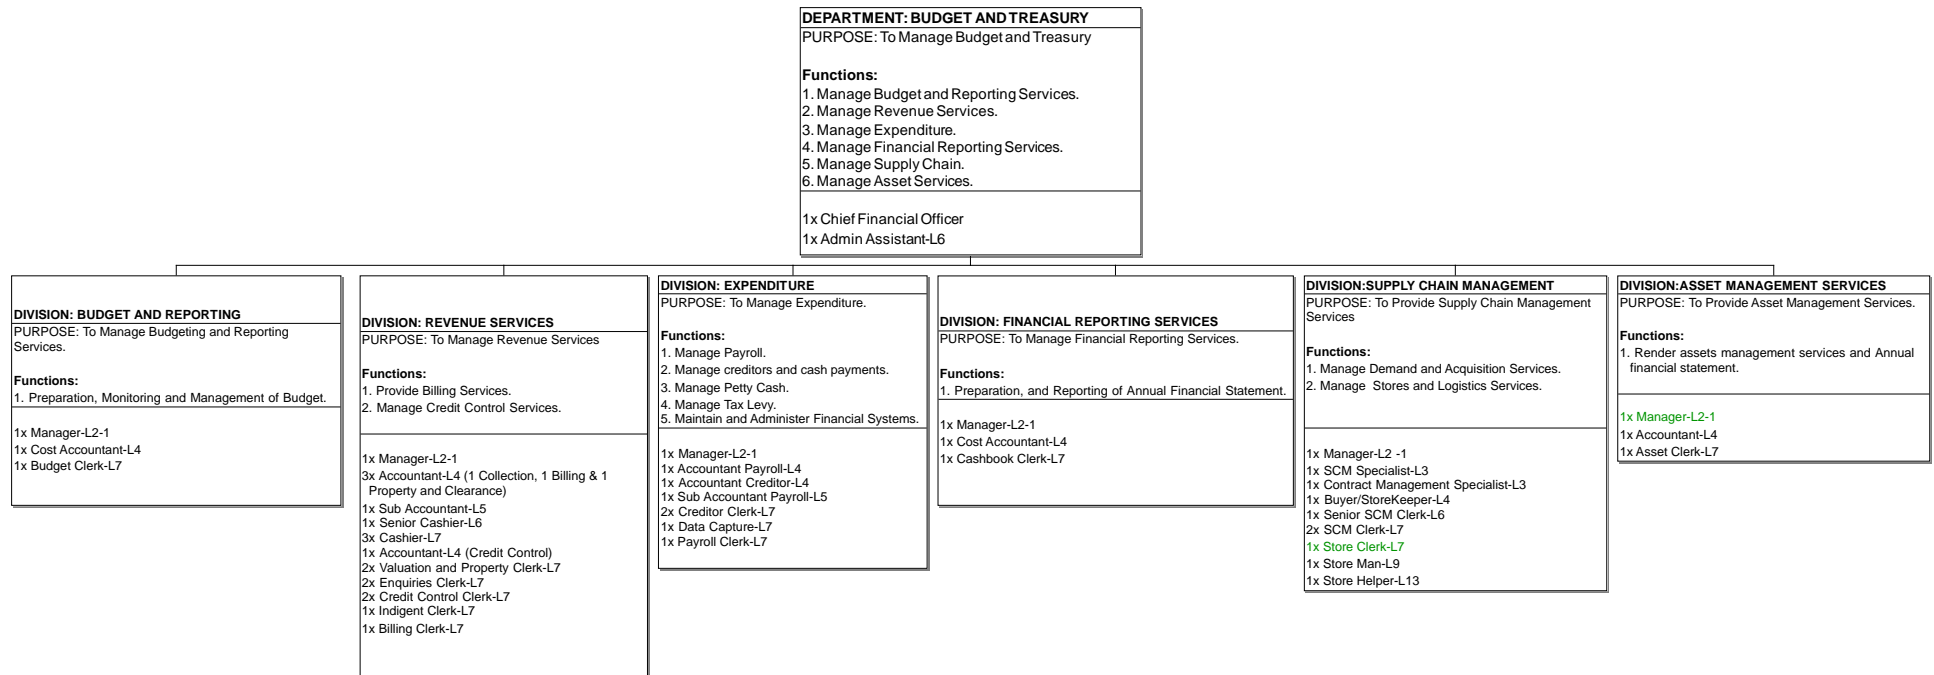 DEPARTMENT: BUDGET AND TREASURY
PURPOSE: To Manage Budget and Treasury
Functions:
1. Manage Budget and Reporting Services.
2. Manage Revenue Services.
3. Manage Expenditure.
4. Manage Financial Reporting Services.
5. Manage Supply Chain.
6. Manage Asset Services.
1x Chief Financial Officer
1x Admin Assistant-L6
DIVISION: BUDGET AND REPORTING
PURPOSE: To Manage Budgeting and Reporting
Services.
Functions:
1. Preparation, Monitoring and Management of Budget.
1x Manager-L2-1
1x Cost Accountant-L4
1x Budget Clerk-L7
DIVISION: REVENUE SERVICES
PURPOSE: To Manage Revenue Services
Functions:
1. Provide Billing Services.
2. Manage Credit Control Services.
1x Manager-L2-1
3x Accountant-L4 (1 Collection, 1 Billing & 1
Property and Clearance)
1x Sub Accountant-L5
1x Senior Cashier-L6
3x Cashier-L7
1x Accountant-L4 (Credit Control)
2x Valuation and Property Clerk-L7
2x Enquiries Clerk-L7
2x Credit Control Clerk-L7
1x Indigent Clerk-L7
1x Billing Clerk-L7
DIVISION: EXPENDITURE
PURPOSE: To Manage Expenditure.
Functions:
1. Manage Payroll.
2. Manage creditors and cash payments.
3. Manage Petty Cash.
4. Manage Tax Levy.
5. Maintain and Administer Financial Systems.
1x Manager-L2-1
1x Accountant Payroll-L4
1x Accountant Creditor-L4
1x Sub Accountant Payroll-L5
2x Creditor Clerk-L7
1x Data Capture-L7
1x Payroll Clerk-L7
DIVISION: FINANCIAL REPORTING SERVICES
PURPOSE: To Manage Financial Reporting Services.
Functions:
1. Preparation, and Reporting of Annual Financial Statement.
1x Manager-L2-1
1x Cost Accountant-L4
1x Cashbook Clerk-L7
DIVISION:SUPPLY CHAIN MANAGEMENT
PURPOSE: To Provide Supply Chain Management
Services
Functions:
1. Manage Demand and Acquisition Services.
2. Manage Stores and Logistics Services.
1x Manager-L2 -1
1x SCM Specialist-L3
1x Contract Management Specialist-L3
1x Buyer/StoreKeeper-L4
1x Senior SCM Clerk-L6
2x SCM Clerk-L7
1x Store Clerk-L7
1x Store Man-L9
1x Store Helper-L13
DIVISION:ASSET MANAGEMENT SERVICES
PURPOSE: To Provide Asset Management Services.
Functions:
1. Render assets management services and Annual
financial statement.
1x Manager-L2-1
1x Accountant-L4
1x Asset Clerk-L7